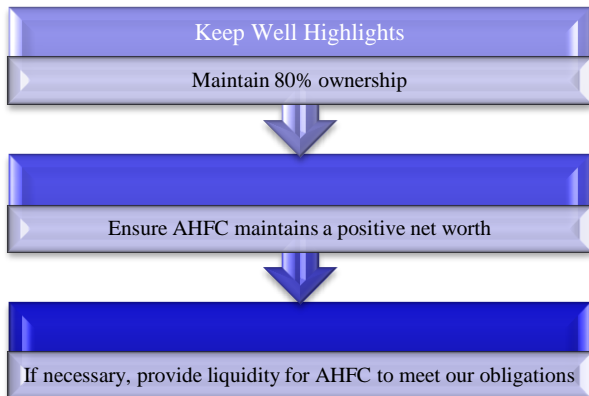 Keep Well Highlights
Maintain 80% ownership
Ensure AHFC maintains a positive net worth
If necessary, provide liquidity for AHFC to meet our obligations